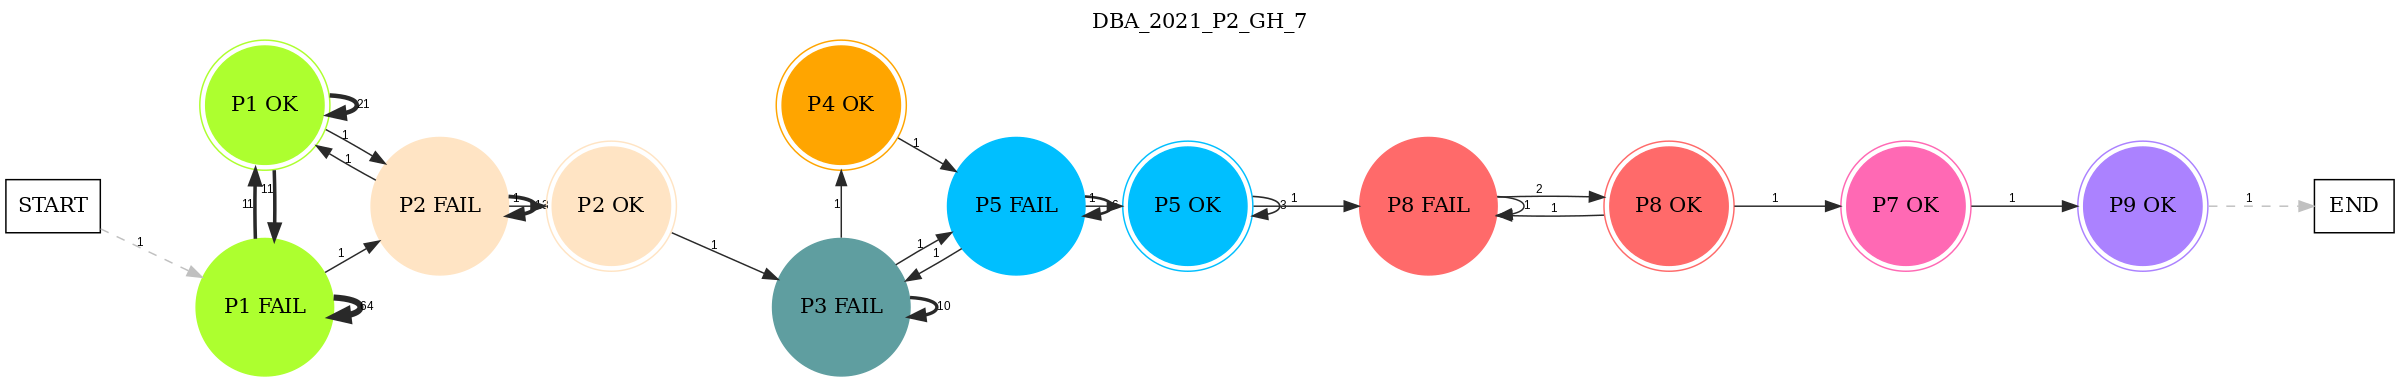 DBA_2021_P2_GH_7
P1 OK
21
P4 OK
1
1
1
11
11
1
1
START
1
P2 FAIL
1
13
P2 OK
1
1
P5 FAIL
1
6
P5 OK
3
1
P8 FAIL
1
2
1
P8 OK
1
P7 OK
1
P9 OK
1
END
1
1
P1 FAIL
64
P3 FAIL
10